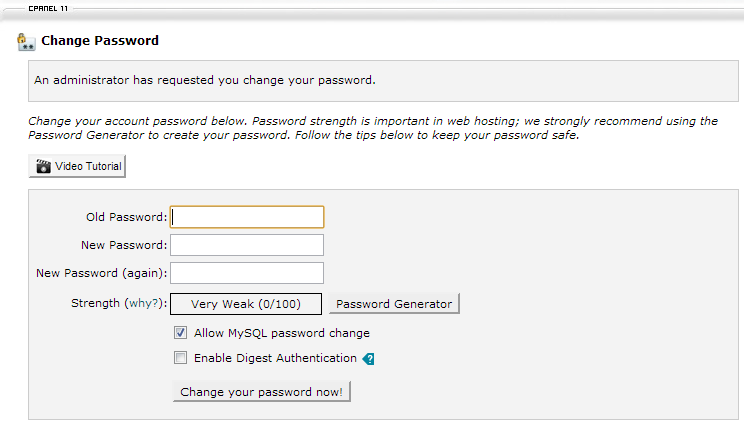 CPANEL 11
Change Password
An administrator has requested you change your password.
Change your account password below. Password strength is important in web hosting; we strongly recommend using the
Password Generator to create your password. Follow the tips below to keep your password safe.
Video Tutorial
Old Password:
New Password:
New Password (again):
Strength (why?): Very Weak (0/100) Password Generator
Allow MySQL password change
Enable Digest Authentication ?
Change your password now!